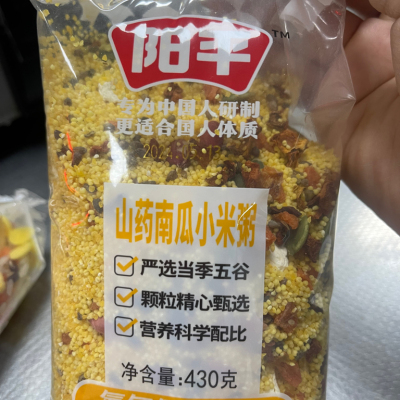 阳丰
TM
专为中国人研制
更适合国人体质
山药南瓜小米粥
严选当季五谷
颗粒精心甄选
营养科学配比
净含量:430克